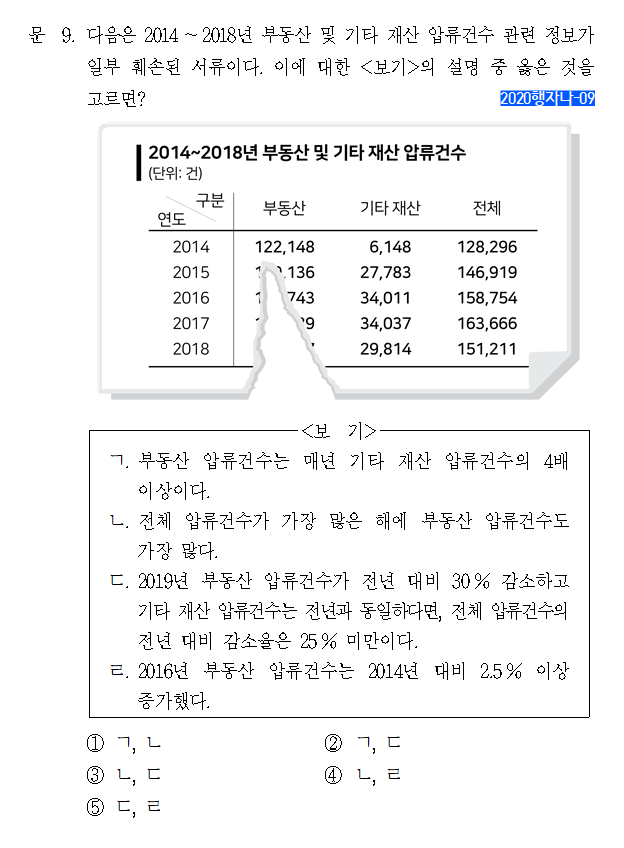 문 9. 다음은 2014 ~ 2018년 부동산 및 기타 재산 압류건수 관련 정보가
일부 훼손된 서류이다. 이에 대한 <보기>의 설명 중 옳은 것을
고르면? 2020행자나-09
2014~2018년 부동산 및 기타 재산 압류건수
(단위: 건)
구분
연도 부동산 기타 재산 전체
2014 122,148 6,148 128,296
2015 136 27,783 146,919
2016 743 34,011 158,754
2017 34,037 163,666
2018 29,814 151,211
<보 기>
ㄱ. 부동산 압류건수는 매년 기타 재산 압류건수의 4배
이상이다.
ㄴ. 전체 압류건수가 가장 많은 해에 부동산 압류건수도
가장 많다.
ㄷ. 2019년 부동산 압류건수가 전년 대비 30 % 감소하고
기타 재산 압류건수는 전년과 동일하다면, 전체 압류건수의
전년 대비 감소율은 25 % 미만이다.
ㄹ. 2016년 부동산 압류건수는 2014년 대비 2.5 % 이상
증가했다.
① ㄱ, ㄴ ② ㄱ, ㄷ
③ ㄴ, ㄷ ④ ㄴ, ㄹ
⑤ ㄷ, ㄹ